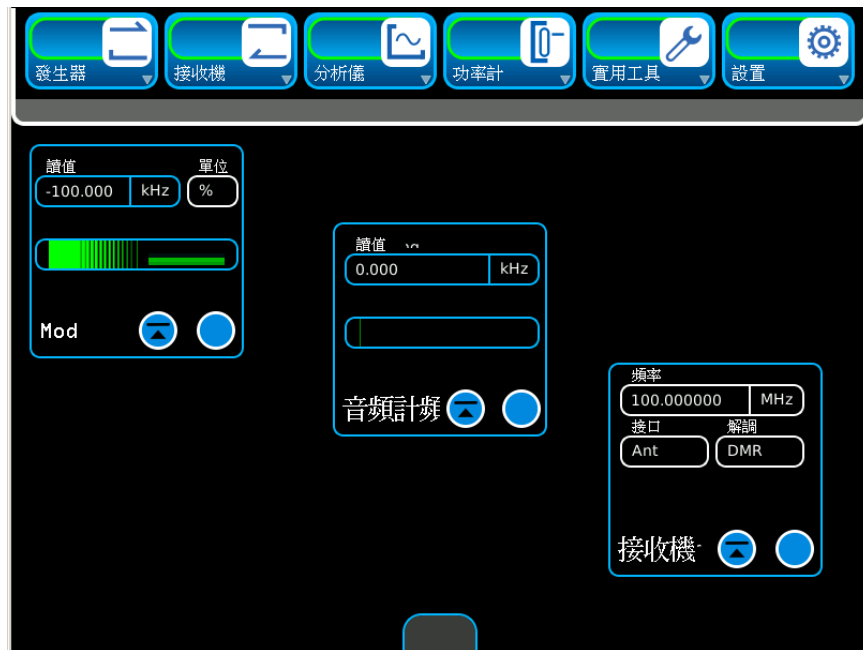 發生器
接收機
分析儀
功率計
實用工具
設置
讀值 單位
-100.000 kHz %
Mod
讀值
0.000 kHz
音頻計頻
頻率
100.000000 MHz
接口 解調
Ant DMR
接收機